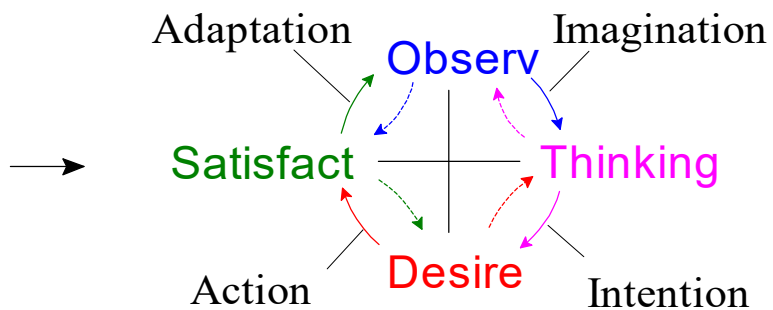 Adaptation
Imagination
Observ
Satisfact
Thinking
Desire
Action
Intention